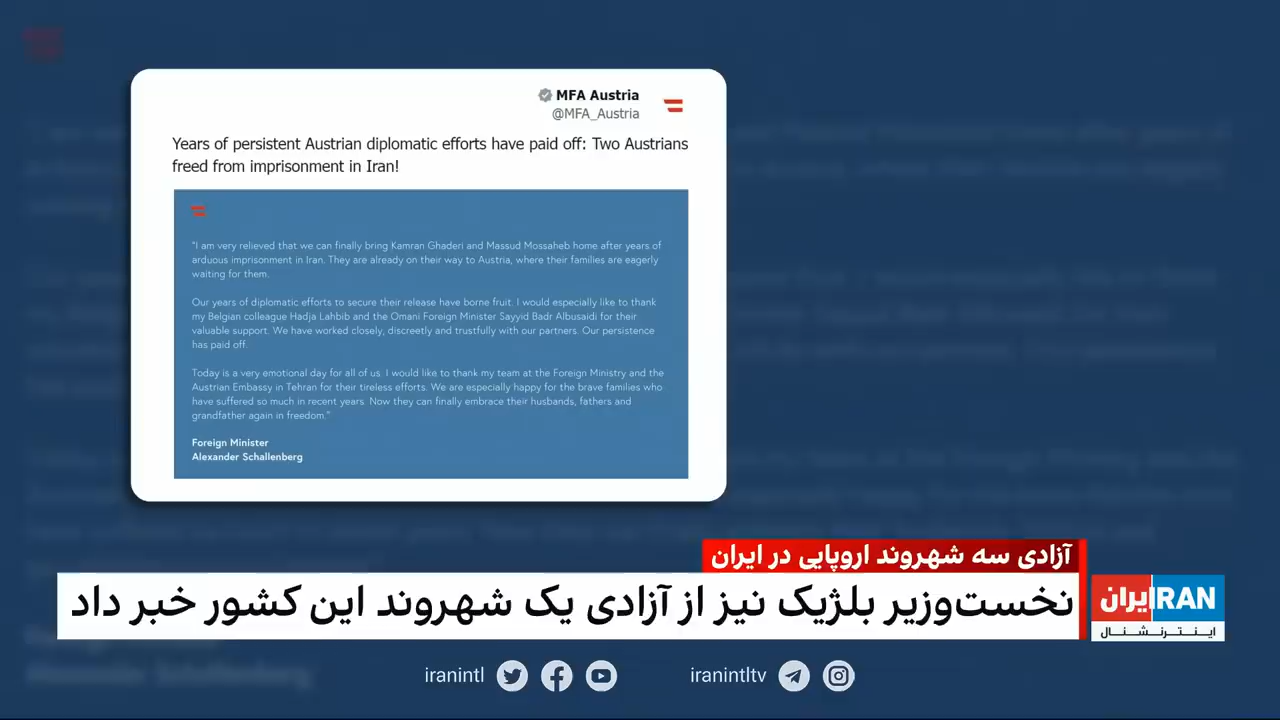 MFA Austria
@MFA_Austria
Years of persistent Austrian diplomatic efforts have paid off: Two Austrians
freed from imprisonment in Iran!
"I am very relieved that we can finally bring Kamran Ghaderi and Massud Mossaheb home after years of
arduous imprisonment in Iran. They are already on their way to Austria, where their families are eagerly
waiting for them.
Our years of diplomatic efforts to secure their release have borne fruit. I would especially like to thank
my Belgian colleague Hadja Lahbib and the Omani Foreign Minister Sayyid Badr Albusaidi for their
valuable support. We have worked closely, discreetly and trustfully with our partners. Our persistence
has paid off.
Today is a very emotional day for all of us. I would like to thank my team at the Foreign Ministry and the
Austrian Embassy in Tehran for their tireless efforts. We are especially happy for the brave families who
have suffered so much in recent years. Now they can finally embrace their husbands, fathers and
grandfather again in freedom."
Foreign Minister
Alexander Schallenberg
آزادی سه شهروند اروپایی در ایران
نخست‌وزیر بلژیک نیز از آزادی یک شهروند این کشور خبر داد
ایران IRAN
اینترنشنال
iranintl
iranintltv